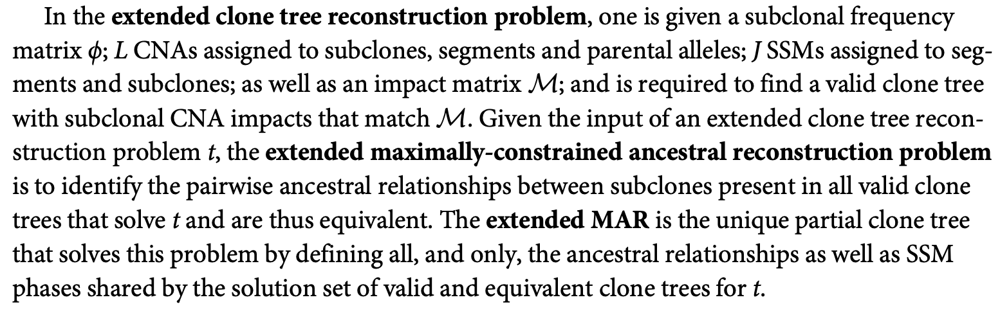 In the extended clone tree reconstruction problem, one is given a subclonal frequency
matrix ϕ; L CNAs assigned to subclones, segments and parental alleles; J SSMs assigned to seg-
ments and subclones; as well as an impact matrix ℳ; and is required to find a valid clone tree
with subclonal CNA impacts that match ℳ. Given the input of an extended clone tree recon-
struction problem t, the extended maximally-constrained ancestral reconstruction problem
is to identify the pairwise ancestral relationships between subclones present in all valid clone
trees that solve t and are thus equivalent. The extended MAR is the unique partial clone tree
that solves this problem by defining all, and only, the ancestral relationships as well as SSM
phases shared by the solution set of valid and equivalent clone trees for t.